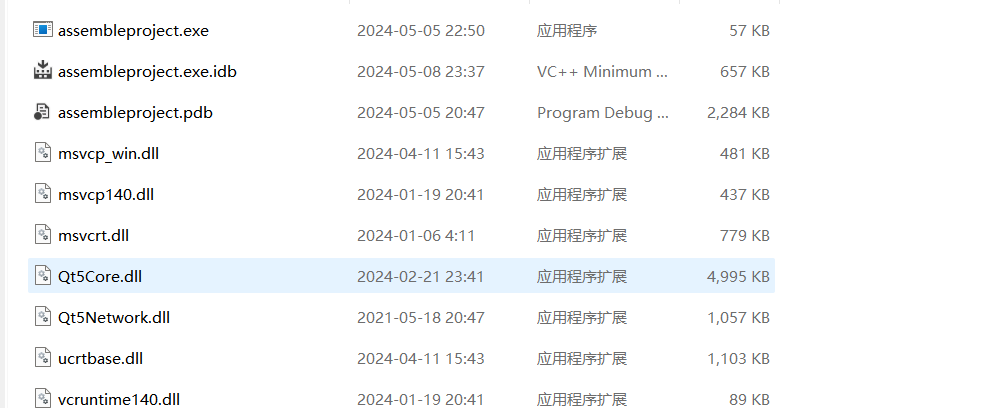 assembleproject.exe 2024-05-05 22:50 应用程序 57 KB
assembleproject.exe.idb 2024-05-08 23:37 VC++ Minimum ... 657 KB
assembleproject.pdb 2024-05-05 20:47 Program Debug ... 2,284 KB
msvcp_win.dll 2024-04-11 15:43 应用程序扩展 481 KB
msvcp140.dll 2024-01-19 20:41 应用程序扩展 437 KB
msvcrt.dll 2024-01-06 4:11 应用程序扩展 779 KB
Qt5Core.dll 2024-02-21 23:41 应用程序扩展 4,995 KB
Qt5Network.dll 2021-05-18 20:47 应用程序扩展 1,057 KB
ucrtbase.dll 2024-04-11 15:43 应用程序扩展 1,103 KB
vcruntime140.dll 2024-01-19 20:41 应用程序扩展 89 KB